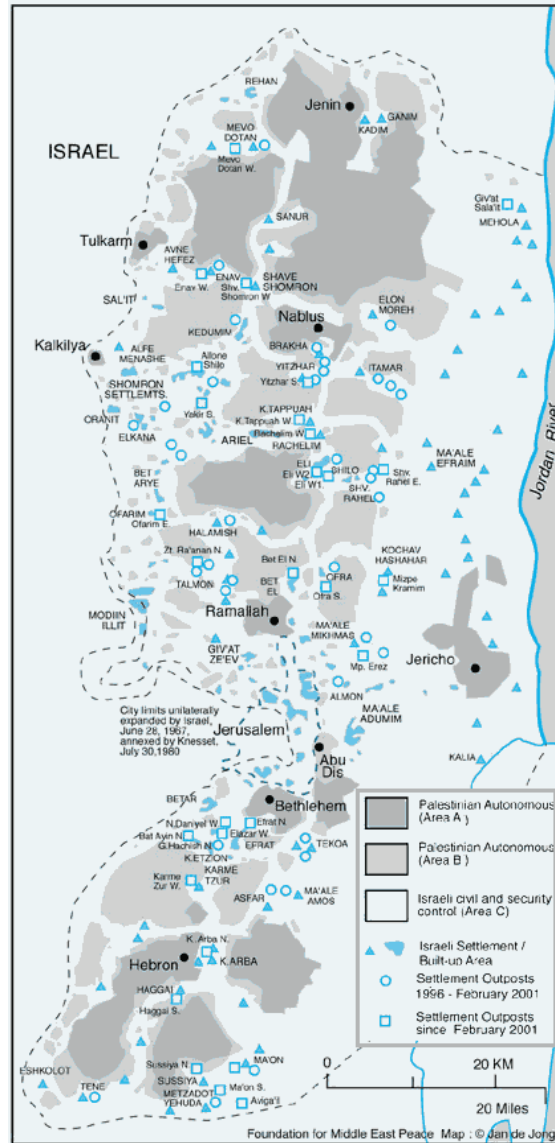 REHAN
Jenin
GANIM
KADIM
MEVO
DOTAN
Mevo
Dotan W.
ISRAEL
Giv'at
Sala'it
MEHOLA
SANUR
Tulkarm
AVNE
HEFEZ
ENAV
Enav W.
Shv.
Shomron W
SHAVE
SHOMRON
SAL'IT
ELON
MOREH
KEDUMIM
Nablus
Kalkilya
ALFE
MENASHE
Allone
Shilo
BRAKHA
YITZHAR
Yitzhar S.
ITAMAR
SHOMRON
SETTLEMTS.
Yakir S.
K.TAPPUAH
K.Tappuah W.
ORANIT
ELKANA
ARIEL
Rachelim W.
RACHELIM
MA'ALE
EFRAIM
BET
ARYE
ELI
Eli W2
Eli W1
SHILO
Shv.
Rahel E.
SHV.
RAHEL
OFARIM
Ofarim E.
HALAMISH
Zt. Ra'anan N.
Bet El N.
KOCHAV
HASHAHAR
TALMON
BET
EL
OFRA
Ofra S.
Mizpe
Kramim
MODIIN
ILLIT
Ramallah
MA'ALE
MIKHMAS
GIV'AT
ZE'EV
Mp. Erez
Jericho
Jordan River
ALMON
City limits unilaterally
expanded by Israel,
June 28, 1967,
annexed by Knesset,
July 30,1980
Jerusalem
MA'ALE
ADUMIM
Abu
Dis
KALIA
BETAR
Bethlehem
N.Daniyel W.
Efrat N.
Bat Ayin N.
Elazar W.
G.Hachish N.
EFRAT
TEKOA
K.ETZION
KARME
TZUR
Karme
Zur W.
ASFAR
MA'ALE
AMOS
K. Arba N.
Hebron
K.ARBA
HAGGAI
Haggai S.
ESHKOLOT
Sussiya N.
MA'ON
TENE
SUSSIYA
Ma'on S.
METZADOT
YEHUDA
Aviga'il
Palestinian Autonomous
(Area A )
Palestinian Autonomous
(Area B )
Israeli civil and security
control (Area C)
Israeli Settlement /
Built-up Area
Settlement Outposts
1996 - February 2001
Settlement Outposts
since February 2001
0
20 KM
20 Miles
Foundation for Middle East Peace Map : © Jan de Jong